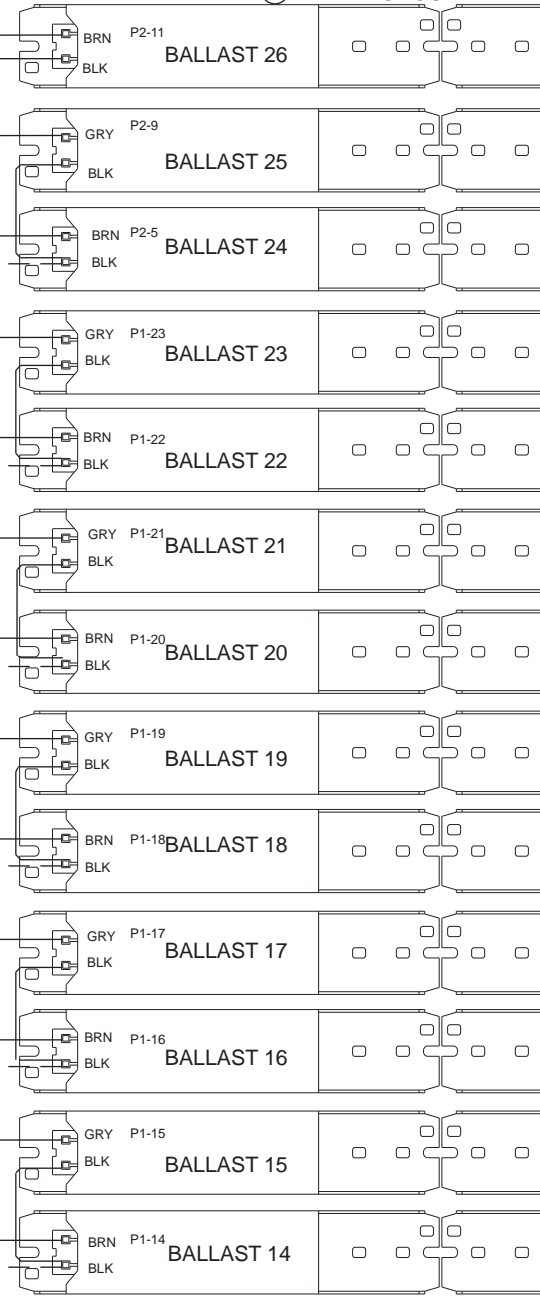 BRN P2-11
BALLAST 26
BLK
GRY P2-9
BALLAST 25
BLK
BRN P2-5
BALLAST 24
BLK
GRY P1-23
BALLAST 23
BLK
BRN P1-22
BALLAST 22
BLK
GRY P1-21
BALLAST 21
BLK
BRN P1-20
BALLAST 20
BLK
GRY P1-19
BALLAST 19
BLK
BRN P1-18
BALLAST 18
BLK
GRY P1-17
BALLAST 17
BLK
BRN P1-16
BALLAST 16
BLK
GRY P1-15
BALLAST 15
BLK
BRN P1-14
BALLAST 14
BLK